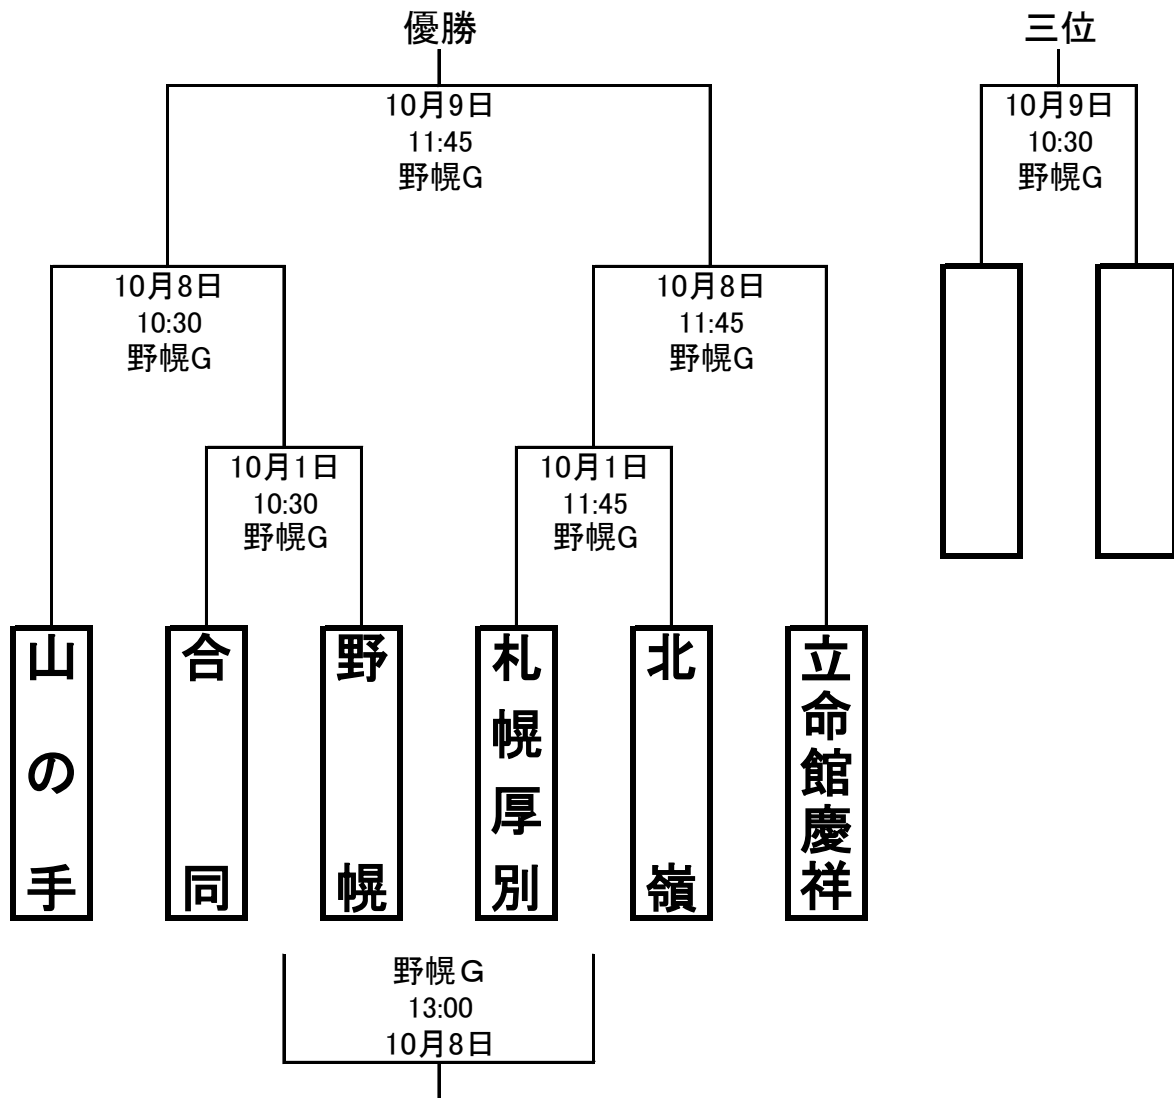 優勝
三位
10月9日
11:45
野幌G
10月9日
10:30
野幌G
10月8日
10:30
野幌G
10月8日
11:45
野幌G
10月1日
10:30
野幌G
10月1日
11:45
野幌G
山の手
合同
野幌
札幌厚別
北嶺
立命館慶祥
野幌G
13:00
10月8日